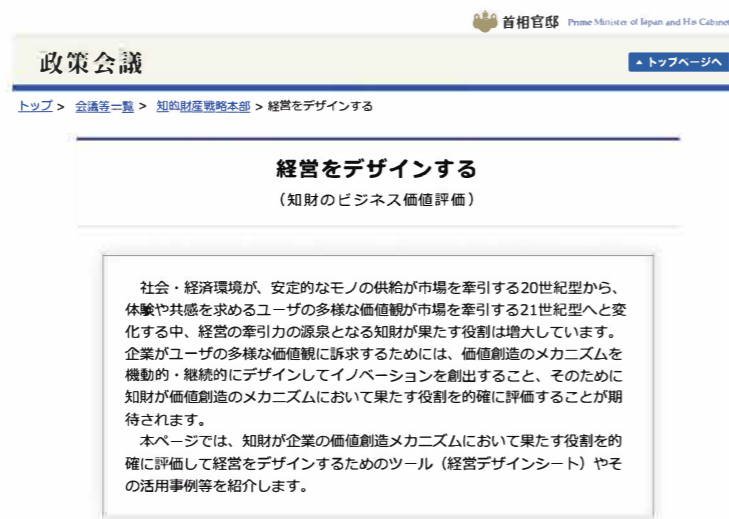 首相官邸 Prime Minister of Japan and His Cabinet
政策会議
トップページへ
トップ > 会議等一覧 > 知的財産戦略本部 > 経営をデザインする
経営をデザインする
（知財のビジネス価値評価）
社会・経済環境が、安定的なモノの供給が市場を牽引する20世紀型から、
体験や共感を求めるユーザの多様な価値観が市場を牽引する21世紀型へと変
化する中、経営の牽引力の源泉となる知財が果たす役割は増大しています。
企業がユーザの多様な価値観に訴求するためには、価値創造のメカニズムを
機動的・継続的にデザインしてイノベーションを創出すること、そのために
知財が価値創造のメカニズムにおいて果たす役割を的確に評価することが期
待されます。
本ページでは、知財が企業の価値創造メカニズムにおいて果たす役割を的
確に評価して経営をデザインするためのツール（経営デザインシート）やそ
の活用事例等を紹介します。